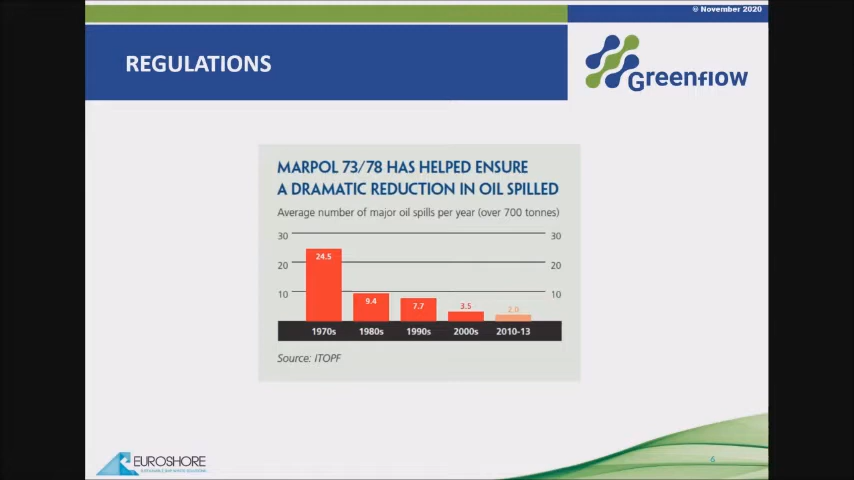 © November 2020
REGULATIONS
Greenflow
MARPOL 73/78 HAS HELPED ENSURE
A DRAMATIC REDUCTION IN OIL SPILLED
Average number of major oil spills per year (over 700 tonnes)
30 30
20 20
10 10
24.5
9.4
7.7
3.5
2.0
1970s 1980s 1990s 2000s 2010-13
Source: ITOPF
EUROSHORE
6